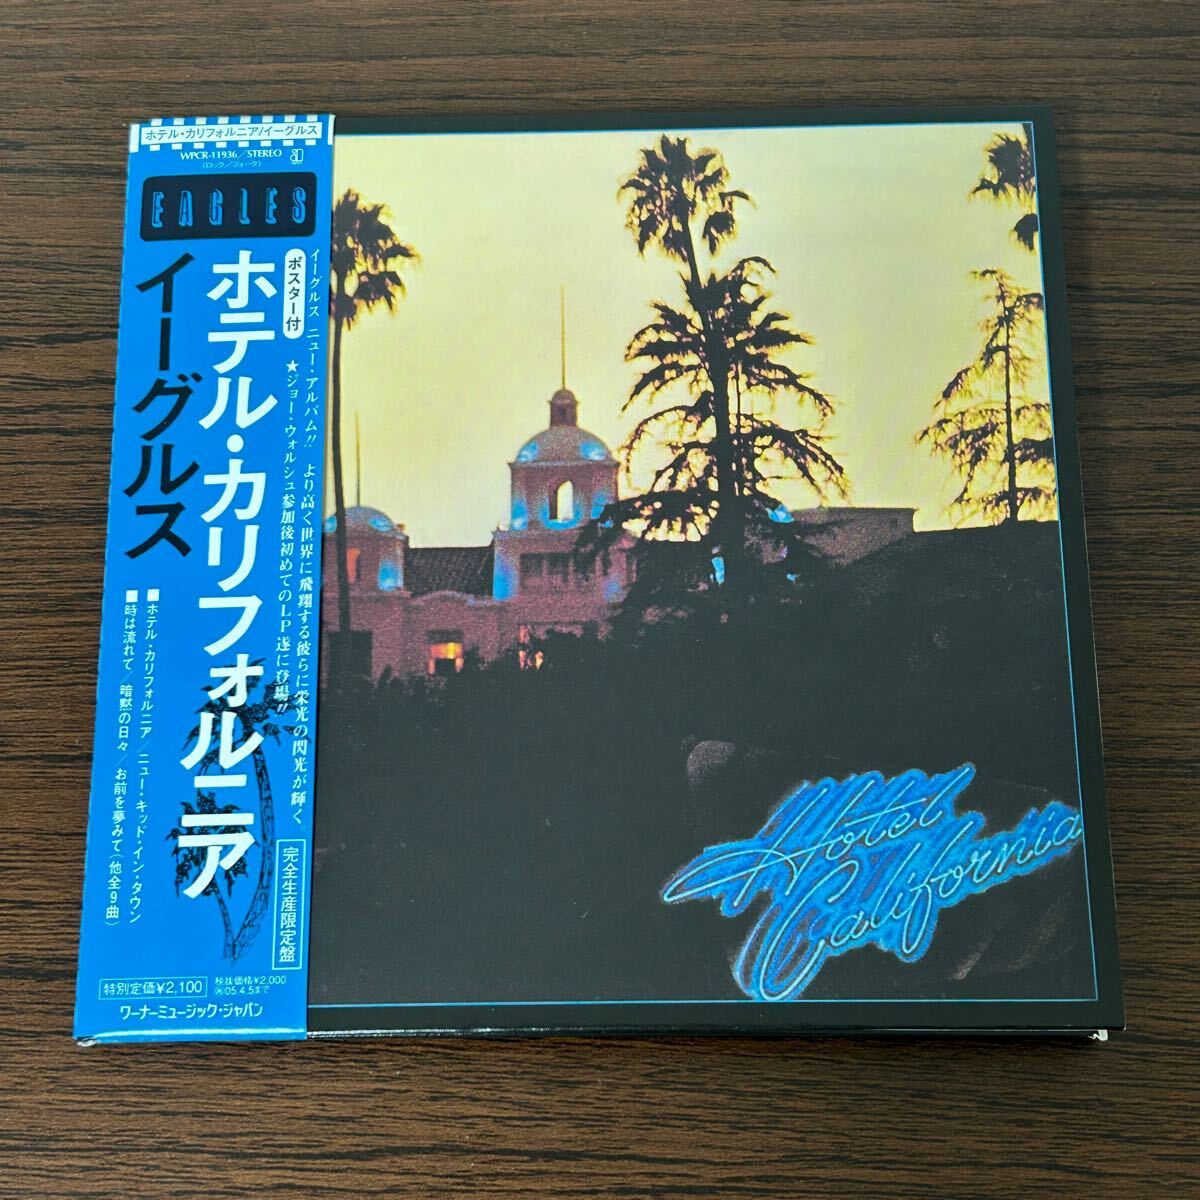 ホテル・カリフォルニア/イーグルス
WPCR-11936/STEREO
(ロック/フォーク)
EAGLES
イーグルス ニュー・アルバム!! より高く世界に飛翔する彼らに栄光の閃光が輝く
ポスター付
★ジョー・ウォルシュ参加後初めてのLP遂に登場!!
ホテル・カリフォルニア
イーグルス
■ホテル・カリフォルニア/ニュー・キッド・イン・タウン
■時は流れて/暗黙の日々/お前を夢みて(他全9曲)
完全生産限定盤
特別定価¥2,100
税抜価格¥2,000
05.4.5まで
ワーナーミュージック・ジャパン
Hotel
California